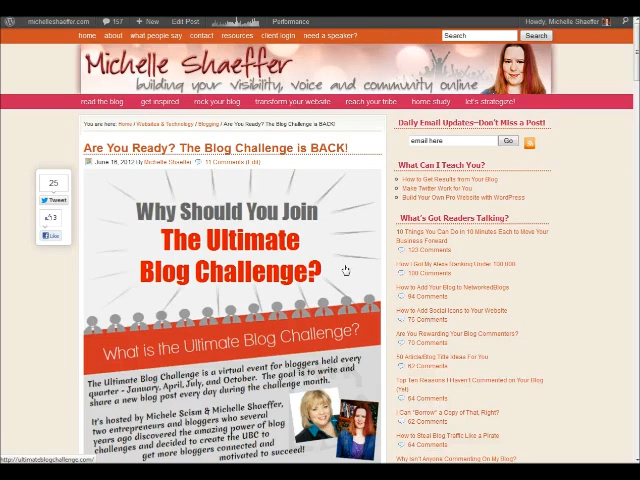 michelleshaeffer.com 157 + New Edit Post Performance Howdy, Michelle Shaeffer
home about what people say contact resources client login need a speaker? Search Search
Michelle Shaeffer
building your visibility, voice and community online
read the blog get inspired rock your blog transform your website reach your tribe home study let's strategize!
You are here: Home / Websites & Technology / Blogging / Are You Ready? The Blog Challenge is BACK!
Are You Ready? The Blog Challenge is BACK!
June 16, 2012 By Michelle Shaeffer 11 Comments (Edit)
25
Tweet
3
Like
Why Should You Join
The Ultimate
Blog Challenge?
What is the Ultimate Blog Challenge?
The Ultimate Blog Challenge is a virtual event for bloggers held every
quarter - January, April, July, and October. The goal is to write and
share a new blog post every day during the challenge month.
It's hosted by Michele Scism & Michelle Shaeffer,
two entrepreneurs and bloggers who several
years ago discovered the amazing power of blog
challenges and decided to create the UBC to
get more bloggers connected and
motivated to succeed!
Daily Email Updates--Don't Miss a Post!
email here Go
What Can I Teach You?
How to Get Results from Your Blog
Make Twitter Work for You
Build Your Own Pro Website with WordPress
What's Got Readers Talking?
10 Things You Can Do in 10 Minutes Each to Move Your
Business Forward
123 Comments
How I Got My Alexa Ranking Under 100,000
100 Comments
How to Add Your Blog to NetworkedBlogs
94 Comments
How to Add Social Icons to Your Website
75 Comments
Are You Rewarding Your Blog Commenters?
70 Comments
50 Article/Blog Title Ideas For You
62 Comments
Top Ten Reasons I Haven't Commented on Your Blog
(Yet)
64 Comments
Can I "Borrow" a Copy of That, Right?
62 Comments
How to Steal Blog Traffic Like a Pirate
64 Comments
Why Isn't Anyone Commenting On My Blog?
http://ultimateblogchallenge.com/